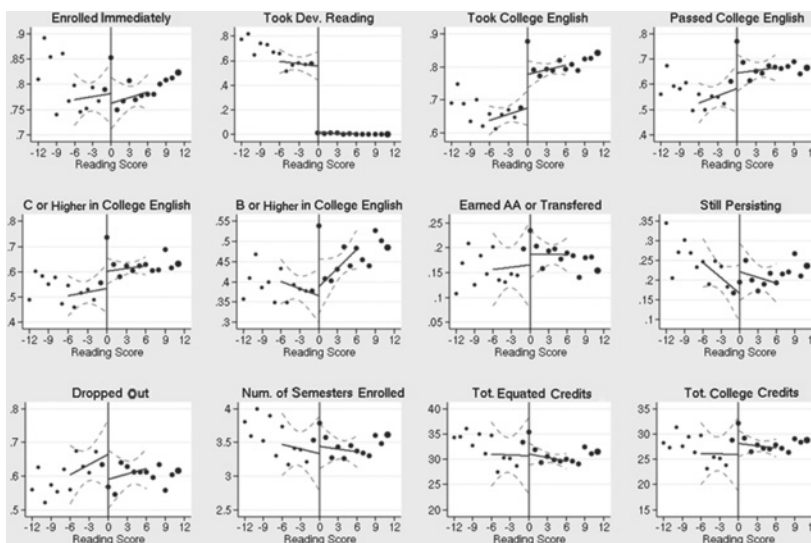 Enrolled Immediately
.9
.85
.8
.75
.7
-12 -9 -6 -3 0 3 6 9 12
Reading Score
Took Dev. Reading
.8
.6
.4
.2
0
-12 -9 -6 -3 0 3 6 9 12
Reading Score
Took College English
.9
.8
.7
.6
-12 -9 -6 -3 0 3 6 9 12
Reading Score
Passed College English
.8
.7
.6
.5
.4
-12 -9 -6 -3 0 3 6 9 12
Reading Score
C or Higher in College English
.8
.7
.6
.5
.4
-12 -9 -6 -3 0 3 6 9 12
Reading Score
B or Higher in College English
.5
.45
.4
.35
.3
-12 -9 -6 -3 0 3 6 9 12
Reading Score
Earned AA or Transfered
.25
.2
.15
.1
.05
-12 -9 -6 -3 0 3 6 9 12
Reading Score
Still Persisting
.35
.3
.25
.2
.15
.1
-12 -9 -6 -3 0 3 6 9 12
Reading Score
Dropped Out
.8
.7
.6
.5
-12 -9 -6 -3 0 3 6 9 12
Reading Score
Num. of Semesters Enrolled
4
3.5
3
2.5
-12 -9 -6 -3 0 3 6 9 12
Reading Score
Tot. Equated Credits
40
35
30
25
20
-12 -9 -6 -3 0 3 6 9 12
Reading Score
Tot. College Credits
35
30
25
20
-12 -9 -6 -3 0 3 6 9 12
Reading Score